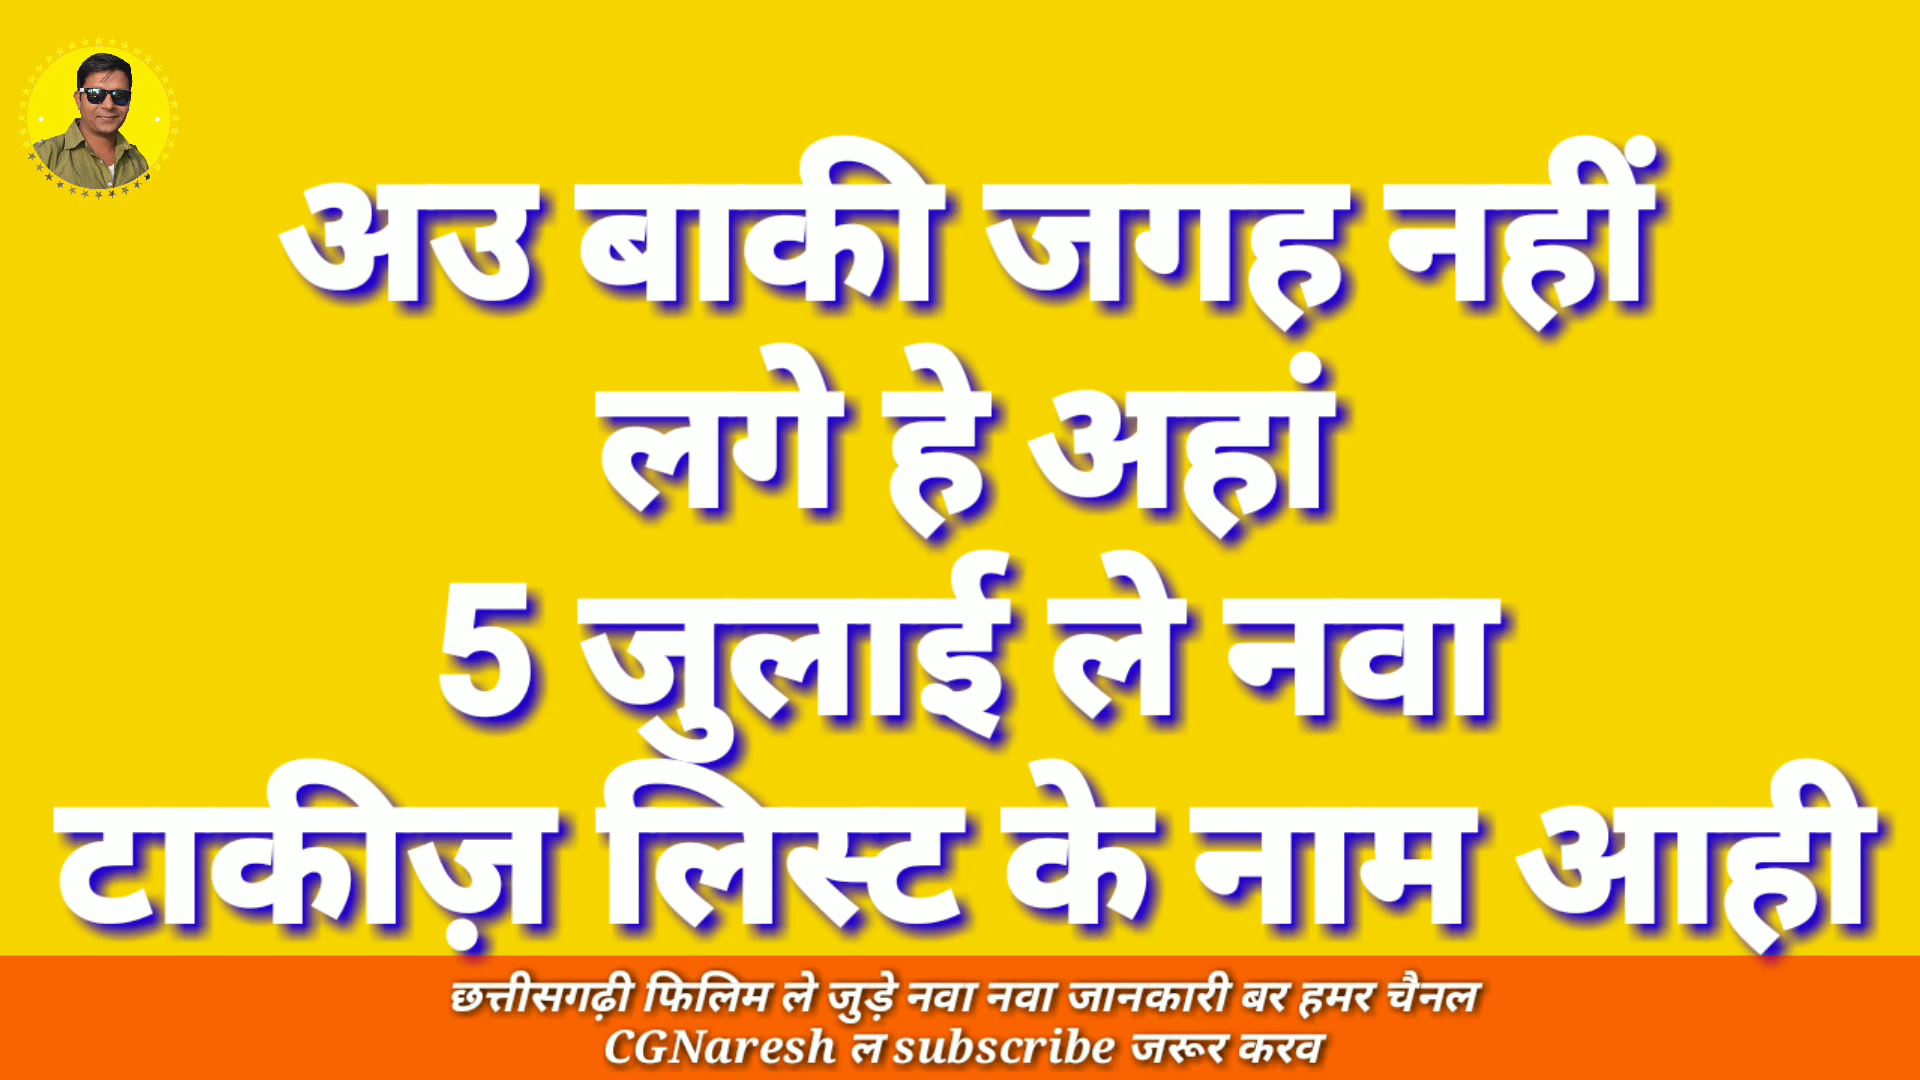 अउ बाकी जगह नहीं
लगे हे अहां
5 जुलाई ले नवा
टाकीज़ लिस्ट के नाम आही
छत्तीसगढ़ी फिलिम ले जुड़े नवा नवा जानकारी बर हमर चैनल
CGNaresh ल subscribe जरूर करव